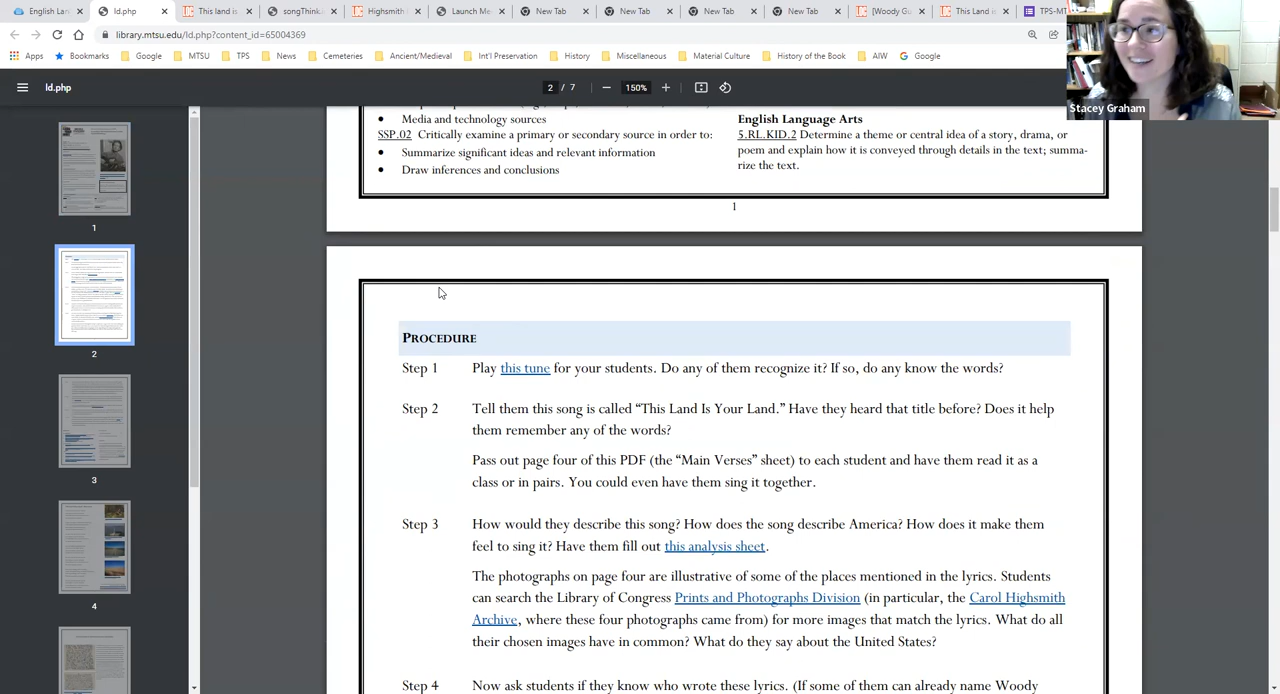 English Lan
ld.php
This land is
songThink.
Highsmith
Launch Me
New Tab
New Tab
New Tab
New Tab
[Woody Gu
This Land is
TPS-MT
library.mtsu.edu/ld.php?content_id=65004369
Apps
Bookmarks
Google
MTSU
TPS
News
Cemeteries
Ancient/Medieval
Int'l Preservation
History
Miscellaneous
Material Culture
History of the Book
AIW
Google
ld.php
2 / 7
150%
Stacey Graham
and technology sources
SSP.02 Critically examine a primary or secondary source in order to:
• Summarize significant ideas and relevant information
• Draw inferences and conclusions
English Language Arts
5.RL.KID.2 Determine a theme or central idea of a story, drama, or
poem and explain how it is conveyed through details in the text; summa-
rize the text.
1
PROCEDURE
Step 1 Play this tune for your students. Do any of them recognize it? If so, do any know the words?
Step 2 Tell them this song is called “This Land Is Your Land.” Have they heard that title before? Does it help
them remember any of the words?
Pass out page four of this PDF (the “Main Verses” sheet) to each student and have them read it as a
class or in pairs. You could even have them sing it together.
Step 3 How would they describe this song? How does the song describe America? How does it make them
feel to sing it? Have them fill out this analysis sheet.
The photographs on page four are illustrative of some of the places mentioned in the lyrics. Students
can search the Library of Congress Prints and Photographs Division (in particular, the Carol Highsmith
Archive, where these four photographs came from) for more images that match the lyrics. What do all
their chosen images have in common? What do they say about the United States?
Step Now ask students if they know who wrote these lyrics. (If some of them can already name Woody
1
2
3
4